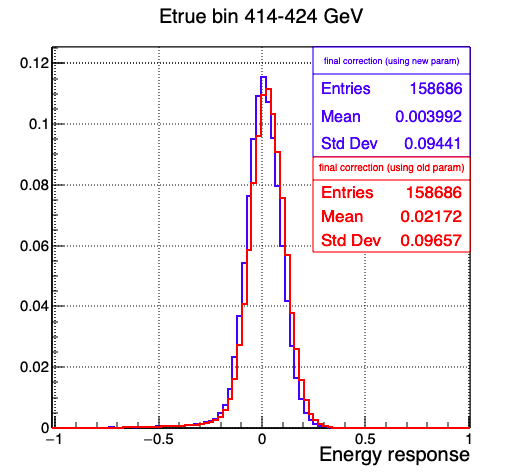 Etrue bin 414-424 GeV
final correction (using new param)
Entries 158686
Mean 0.003992
Std Dev 0.09441
final correction (using old param)
Entries 158686
Mean 0.02172
Std Dev 0.09657
0.12
0.1
0.08
0.06
0.04
0.02
0
−1 −0.5 0 0.5 1
Energy response